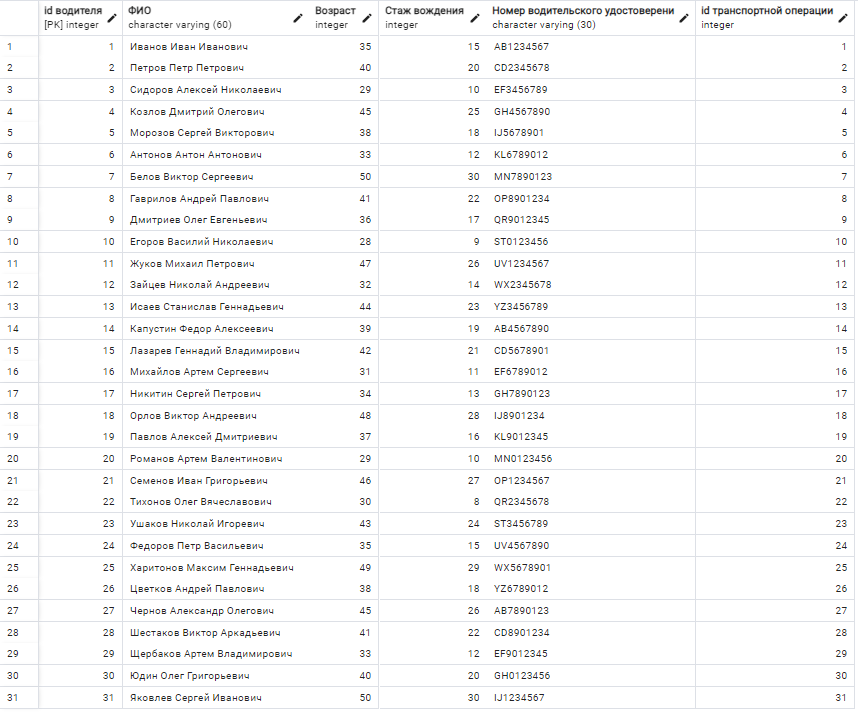 id водителя ФИО Возраст Стаж вождения Номер водительского удостоверени id транспортной операции
[PK] integer character varying (60) integer integer character varying (30) integer
1 1 Иванов Иван Иванович 35 15 AB1234567 1
2 2 Петров Петр Петрович 40 20 CD2345678 2
3 3 Сидоров Алексей Николаевич 29 10 EF3456789 3
4 4 Козлов Дмитрий Олегович 45 25 GH4567890 4
5 5 Морозов Сергей Викторович 38 18 IJ5678901 5
6 6 Антонов Антон Антонович 33 12 KL6789012 6
7 7 Белов Виктор Сергеевич 50 30 MN7890123 7
8 8 Гаврилов Андрей Павлович 41 22 OP8901234 8
9 9 Дмитриев Олег Евгеньевич 36 17 QR9012345 9
10 10 Егоров Василий Николаевич 28 9 ST0123456 10
11 11 Жуков Михаил Петрович 47 26 UV1234567 11
12 12 Зайцев Николай Андреевич 32 14 WX2345678 12
13 13 Исаев Станислав Геннадьевич 44 23 YZ3456789 13
14 14 Капустин Федор Алексеевич 39 19 AB4567890 14
15 15 Лазарев Геннадий Владимирович 42 21 CD5678901 15
16 16 Михайлов Артем Сергеевич 31 11 EF6789012 16
17 17 Никитин Сергей Петрович 34 13 GH7890123 17
18 18 Орлов Виктор Андреевич 48 28 IJ8901234 18
19 19 Павлов Алексей Дмитриевич 37 16 KL9012345 19
20 20 Романов Артем Валентинович 29 10 MN0123456 20
21 21 Семенов Иван Григорьевич 46 27 OP1234567 21
22 22 Тихонов Олег Вячеславович 30 8 QR2345678 22
23 23 Ушаков Николай Игоревич 43 24 ST3456789 23
24 24 Федоров Петр Васильевич 35 15 UV4567890 24
25 25 Харитонов Максим Геннадьевич 49 29 WX5678901 25
26 26 Цветков Андрей Павлович 38 18 YZ6789012 26
27 27 Чернов Александр Олегович 45 26 AB7890123 27
28 28 Шестаков Виктор Аркадьевич 41 22 CD8901234 28
29 29 Щербаков Артем Владимирович 33 12 EF9012345 29
30 30 Юдин Олег Григорьевич 40 20 GH0123456 30
31 31 Яковлев Сергей Иванович 50 30 IJ1234567 31